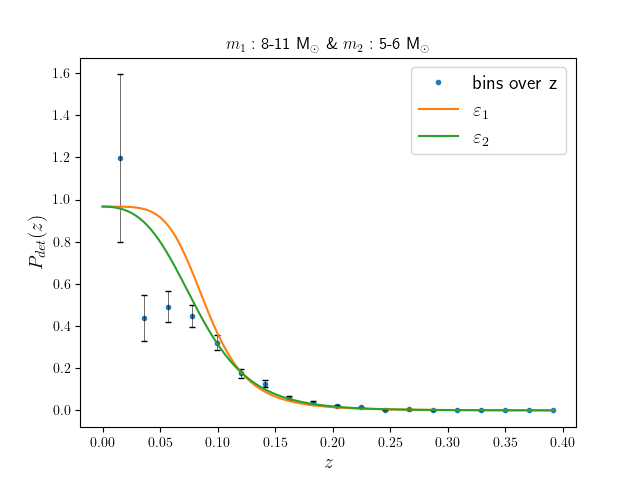 m₁ : 8-11 M⊙ & m₂ : 5-6 M⊙
bins over z
ε₁
ε₂
P_det(z)
1.6
1.4
1.2
1.0
0.8
0.6
0.4
0.2
0.0
0.00 0.05 0.10 0.15 0.20 0.25 0.30 0.35 0.40
z